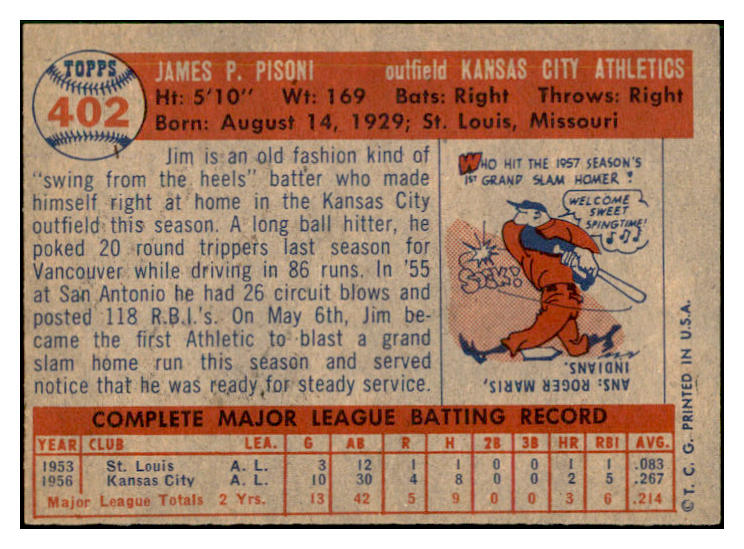 TOPPS
402
JAMES P. PISONI outfield KANSAS CITY ATHLETICS
Ht: 5'10" Wt: 169 Bats: Right Throws: Right
Born: August 14, 1929; St. Louis, Missouri
Jim is an old fashion kind of
"swing from the heels" batter who made
himself right at home in the Kansas City
outfield this season. A long ball hitter, he
poked 20 round trippers last season for
Vancouver while driving in 86 runs. In '55
at San Antonio he had 26 circuit blows and
posted 118 R.B.I.'s. On May 6th, Jim be-
came the first Athletic to blast a grand
slam home run this season and served
notice that he was ready for steady service.
WHO HIT THE 1957 SEASON'S
1ST GRAND SLAM HOMER?
WELCOME
SWEET
SPINGTIME!
SOK!
ANS: ROGER MARIS,
INDIANS.
COMPLETE MAJOR LEAGUE BATTING RECORD
YEAR CLUB LEA. G AB R H 2B 3B HR RBI AVG.
1953 St. Louis A. L. 3 12 1 1 0 0 1 1 .083
1956 Kansas City A. L. 10 30 4 8 0 0 2 5 .267
Major League Totals 2 Yrs. 13 42 5 9 0 0 3 6 .214
© T. C. G. PRINTED IN U.S.A.